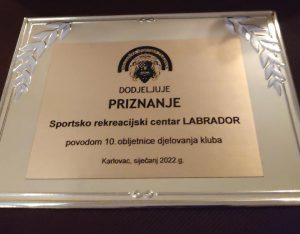 DODJELJUJE
PRIZNANJE
Sportsko rekreacijski centar LABRADOR
povodom 10. obljetnice djelovanja kluba
Karlovac, siječanj 2022.g.